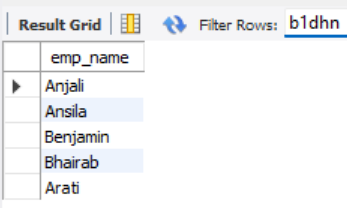 Result Grid Filter Rows: b1dhn
emp_name
Anjali
Ansila
Benjamin
Bhairab
Arati